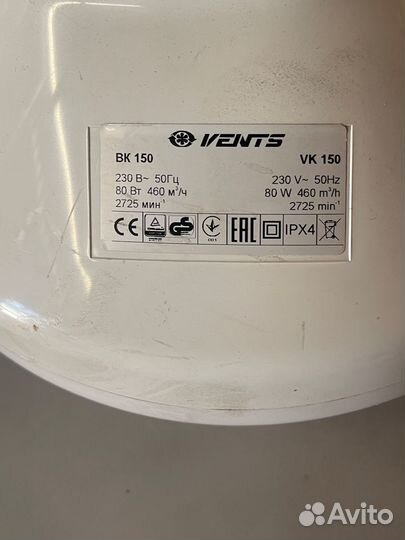 VENTS
ВК 150 VK 150
230 В~ 50Гц 230 V~ 50Hz
80 Вт 460 м³/ч 80 W 460 m³/h
2725 мин⁻¹ 2725 min⁻¹
CE GS 001 EAC IPX4
Avito